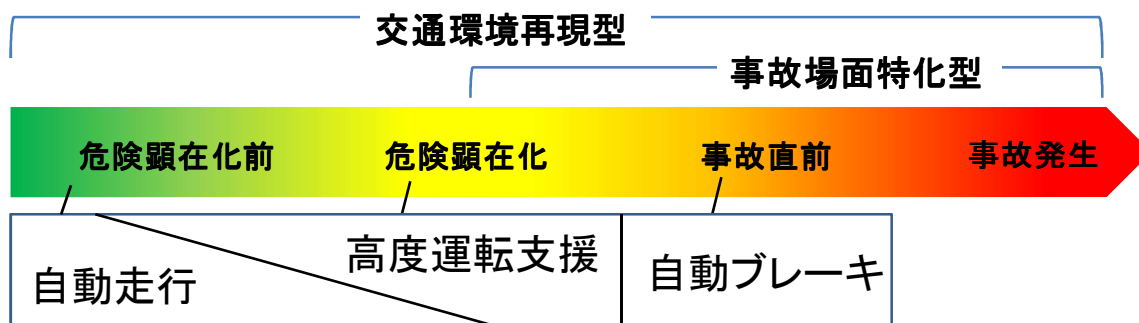 交通環境再現型
事故場面特化型
危険顕在化前
危険顕在化
事故直前
事故発生
自動走行
高度運転支援
自動ブレーキ